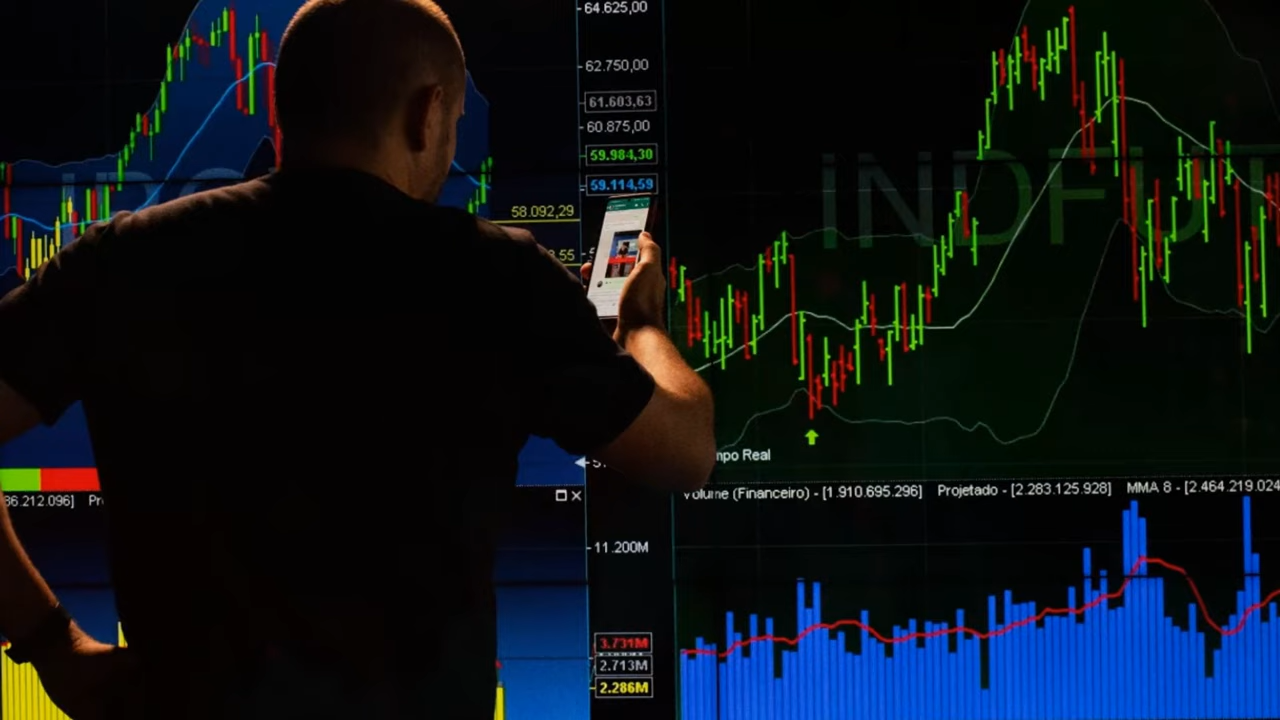 64.625,00
62.750,00
61.603,63
60.875,00
59.984,30
59.114,59
58.092,29
INDFUT
mpo Real
86.212.096]
Volume (Financeiro) - [1.910.695.296] Projetado - [2.283.125.928] MMA 8 - [2.464.219.024
11.200M
3.731M
2.713M
2.286M